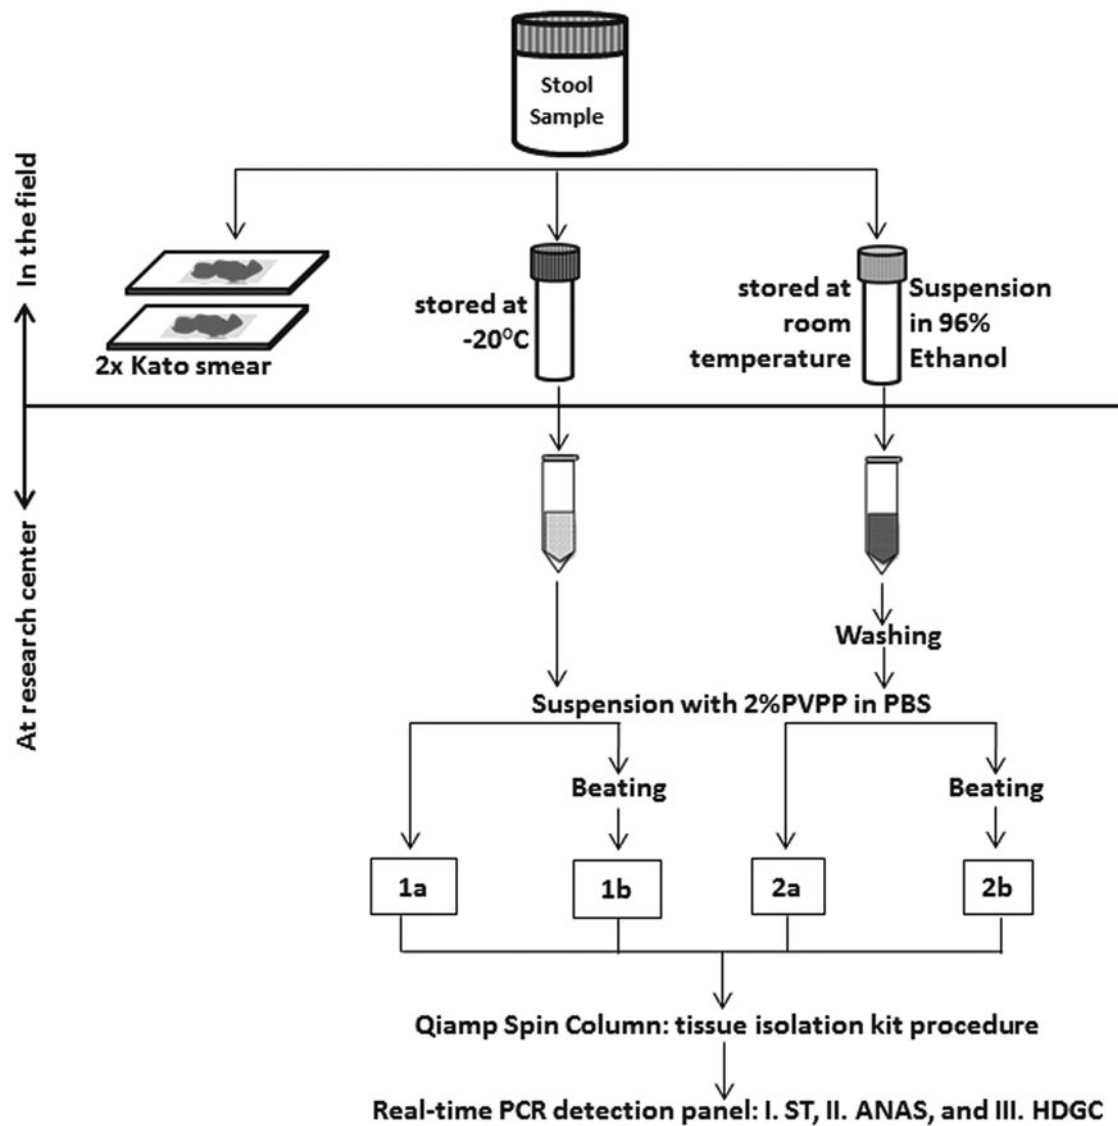 Stool
Sample
In the field
2x Kato smear
stored at
-20°C
stored at
room
temperature
Suspension
in 96%
Ethanol
At research center
Washing
Suspension with 2%PVPP in PBS
Beating
Beating
1a
1b
2a
2b
Qiamp Spin Column: tissue isolation kit procedure
Real-time PCR detection panel: I. ST, II. ANAS, and III. HDGC